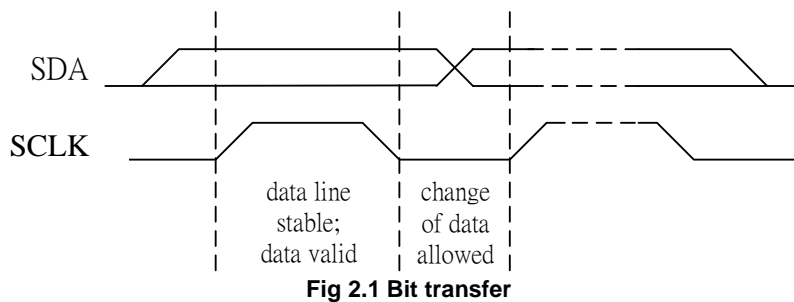 SDA
SCLK
data line
stable;
data valid
change
of data
allowed
Fig 2.1 Bit transfer